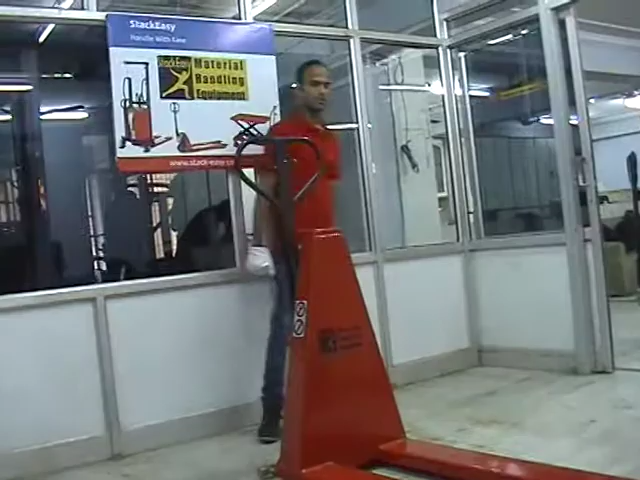 StackEasy
Handle With Ease
StackEasy
Material
Handling
Equipment
www.stack-easy.co